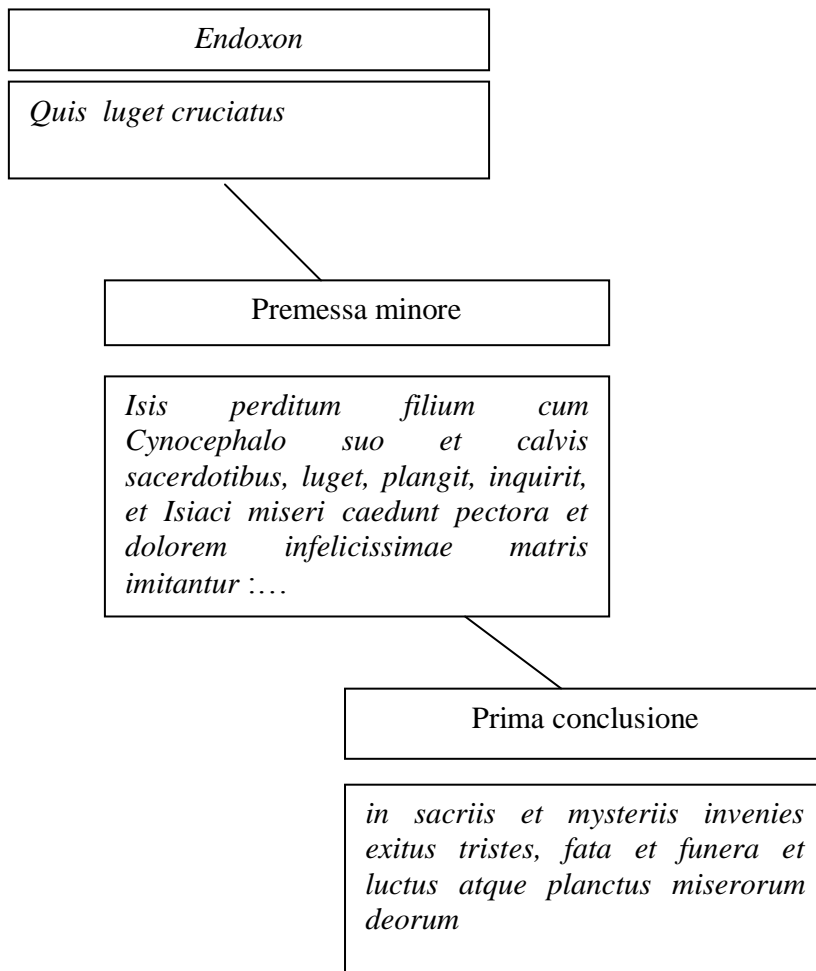 Endoxon
Quis luget cruciatus
Premessa minore
Isis perditum filium cum
Cynocephalo suo et calvis
sacerdotibus, luget, plangit, inquirit,
et Isiaci miseri caedunt pectora et
dolorem infelicissimae matris
imitantur :…
Prima conclusione
in sacriis et mysteriis invenies
exitus tristes, fata et funera et
luctus atque planctus miserorum
deorum